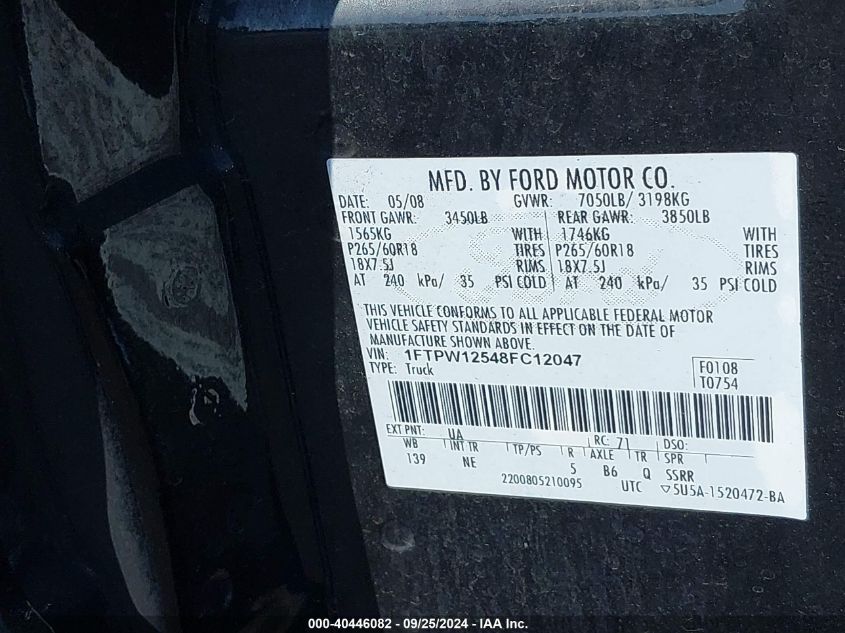 MFD. BY FORD MOTOR CO.
DATE: 05/08 GVWR: 7050LB/ 3198KG
FRONT GAWR: 3450LB REAR GAWR: 3850LB
1565KG WITH 1746KG WITH
P265/60R18 TIRES P265/60R18 TIRES
18X7.5J RIMS 18X7.5J RIMS
AT 240 kPa/ 35 PSI COLD AT 240 kPa/ 35 PSI COLD
THIS VEHICLE CONFORMS TO ALL APPLICABLE FEDERAL MOTOR
VEHICLE SAFETY STANDARDS IN EFFECT ON THE DATE OF
MANUFACTURE SHOWN ABOVE.
VIN: 1FTPW12548FC12047
TYPE: Truck
F0108
T0754
EXT PNT: UA RC: 71 DSO:
WB INT TR TP/PS R AXLE TR SPR
139 NE 5 B6 Q SSRR
2200805210095 UTC ▽5U5A-1520472-BA
000-40446082 - 09/25/2024 - IAA Inc.